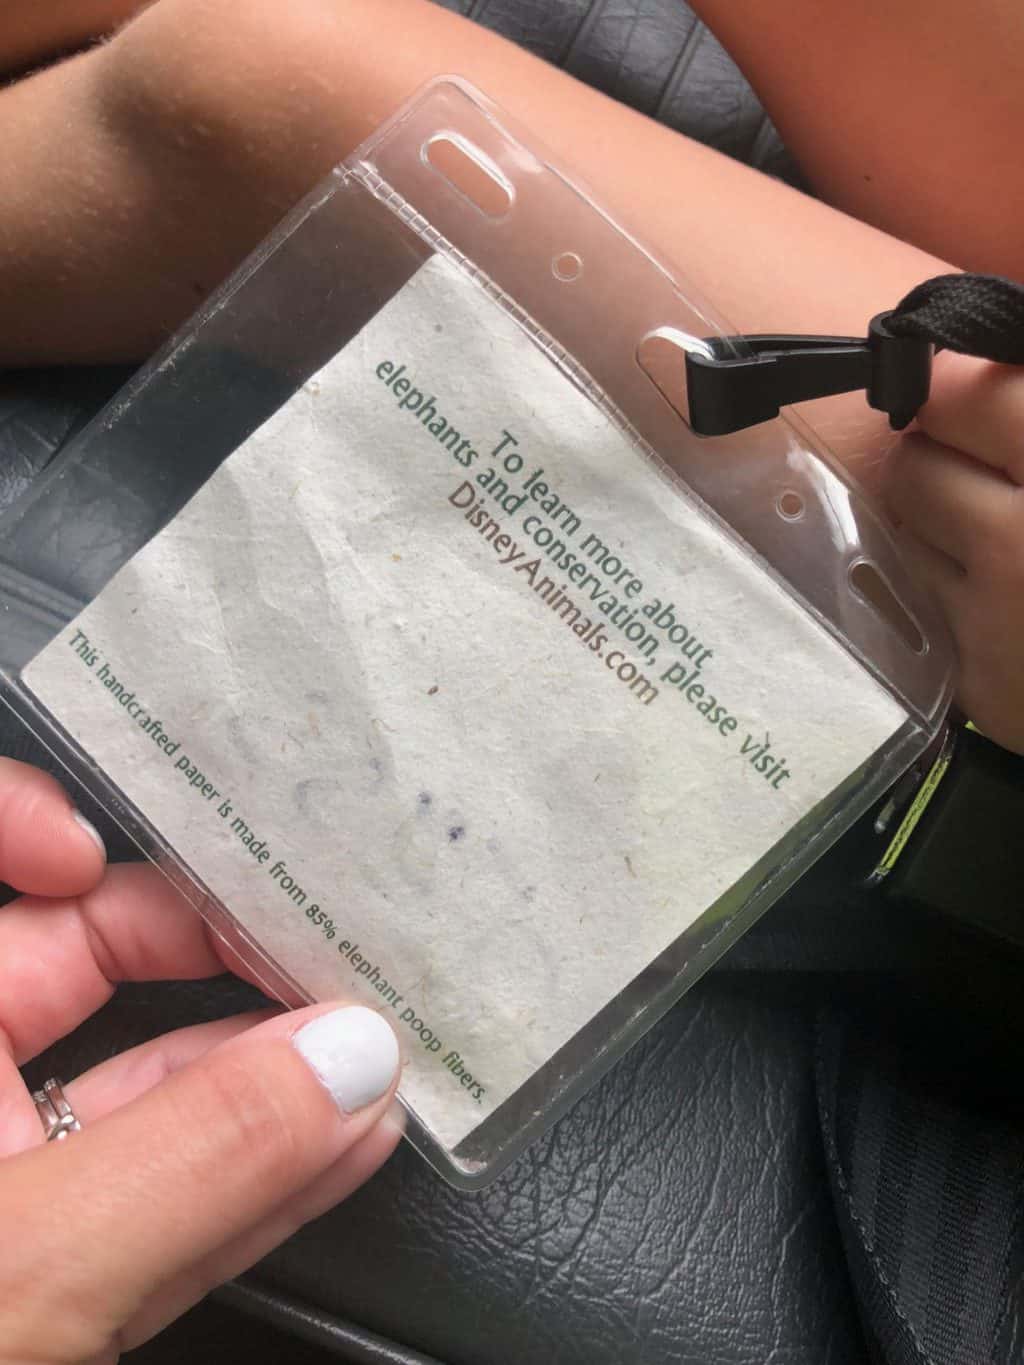 To learn more about
elephants and conservation, please visit
DisneyAnimals.com
This handcrafted paper is made from 85% elephant poop fibers.